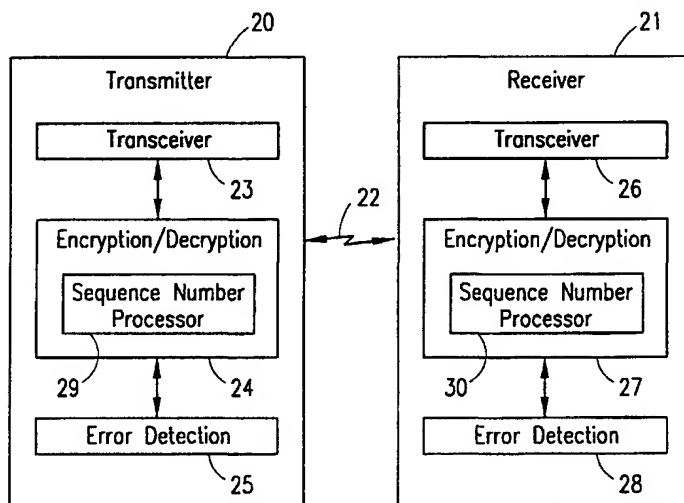 20
21
Transmitter
Receiver
Transceiver
Transceiver
23
26
22
Encryption/Decryption
Encryption/Decryption
Sequence Number
Processor
Sequence Number
Processor
29
24
30
27
Error Detection
Error Detection
25
28